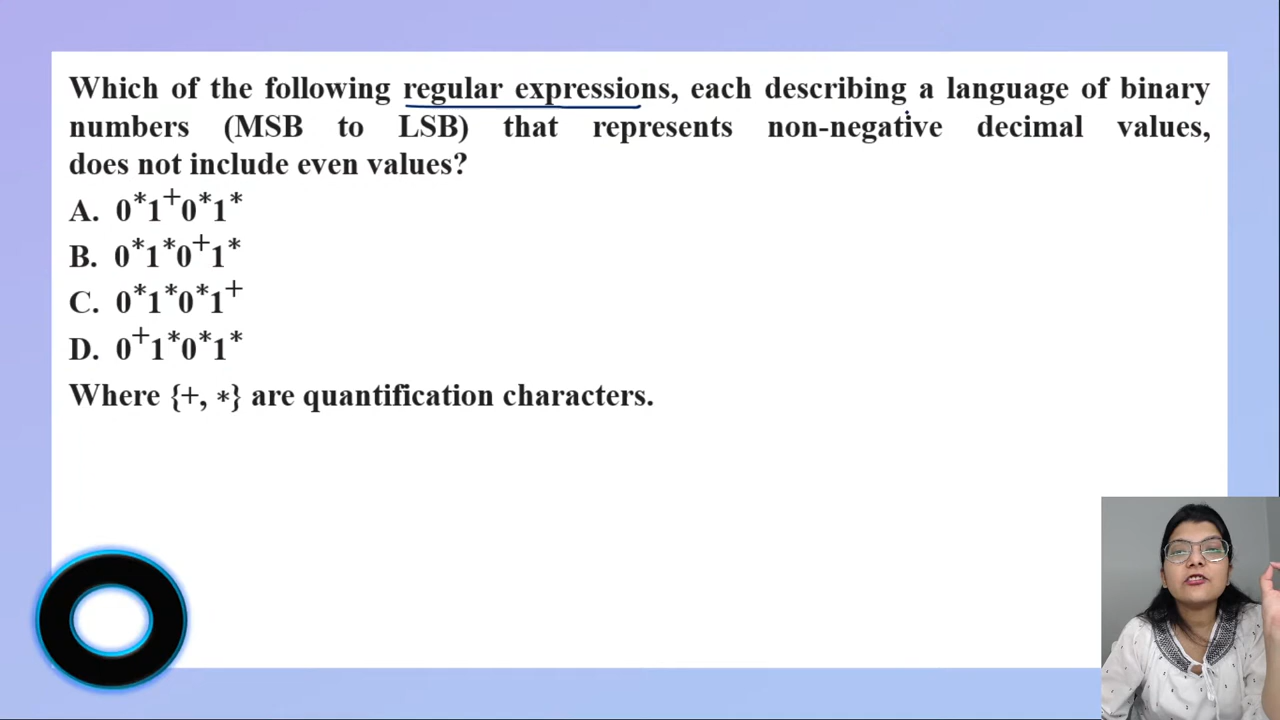 Which of the following regular expressions, each describing a language of binary
numbers (MSB to LSB) that represents non-negative decimal values,
does not include even values?
A. 0*1⁺0*1*
B. 0*1*0⁺1*
C. 0*1*0*1⁺
D. 0⁺1*0*1*
Where {+, *} are quantification characters.